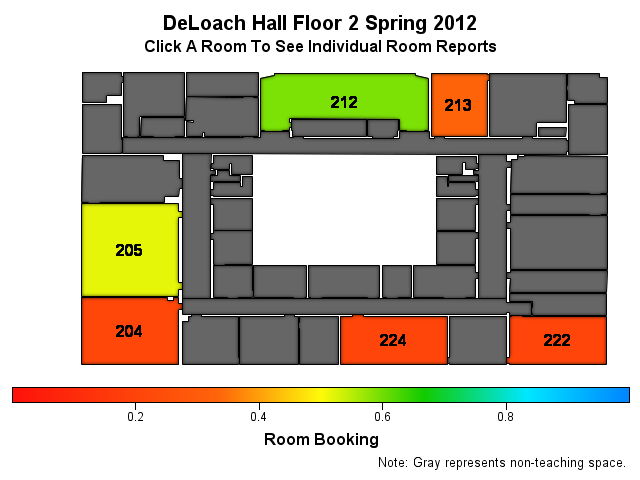 DeLoach Hall Floor 2 Spring 2012
Click A Room To See Individual Room Reports
212
213
205
204
224
222
0.2 0.4 0.6 0.8
Room Booking
Note: Gray represents non-teaching space.